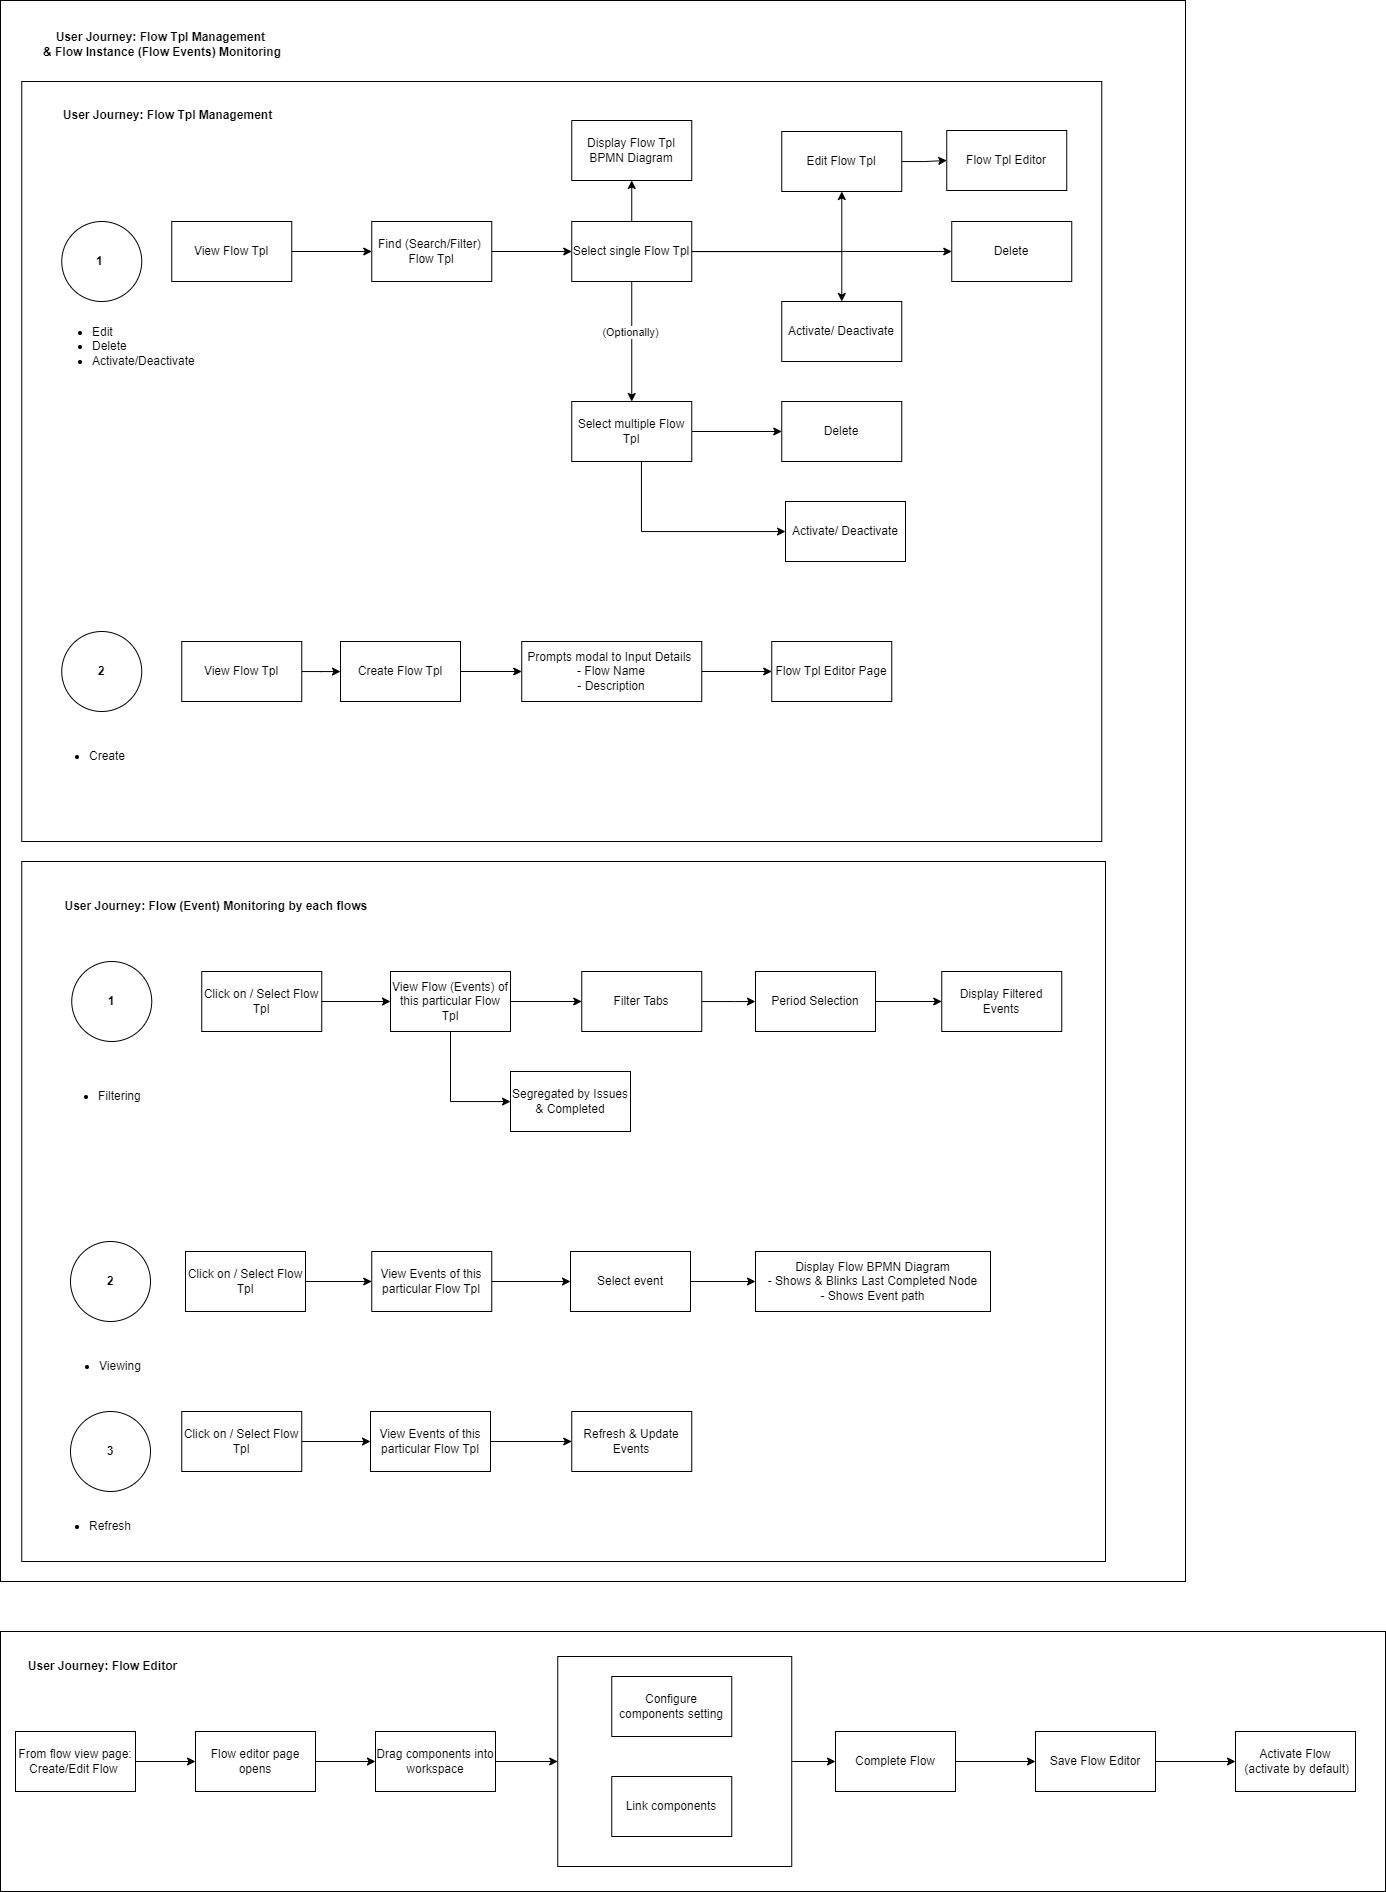 User Journey: Flow Tpl Management
& Flow Instance (Flow Events) Monitoring
User Journey: Flow Tpl Management
Display Flow Tpl
BPMN Diagram
Edit Flow Tpl
Flow Tpl Editor
1
View Flow Tpl
Find (Search/Filter)
Flow Tpl
Select single Flow Tpl
Delete
• Edit
• Delete
• Activate/Deactivate
(Optionally)
Activate/ Deactivate
Select multiple Flow
Tpl
Delete
Activate/ Deactivate
2
View Flow Tpl
Create Flow Tpl
Prompts modal to Input Details
- Flow Name
- Description
Flow Tpl Editor Page
• Create
User Journey: Flow (Event) Monitoring by each flows
1
Click on / Select Flow
Tpl
View Flow (Events) of
this particular Flow
Tpl
Filter Tabs
Period Selection
Display Filtered
Events
• Filtering
Segregated by Issues
& Completed
2
Click on / Select Flow
Tpl
View Events of this
particular Flow Tpl
Select event
Display Flow BPMN Diagram
- Shows & Blinks Last Completed Node
- Shows Event path
• Viewing
3
Click on / Select Flow
Tpl
View Events of this
particular Flow Tpl
Refresh & Update
Events
• Refresh
User Journey: Flow Editor
From flow view page:
Create/Edit Flow
Flow editor page
opens
Drag components into
workspace
Configure
components setting
Link components
Complete Flow
Save Flow Editor
Activate Flow
(activate by default)